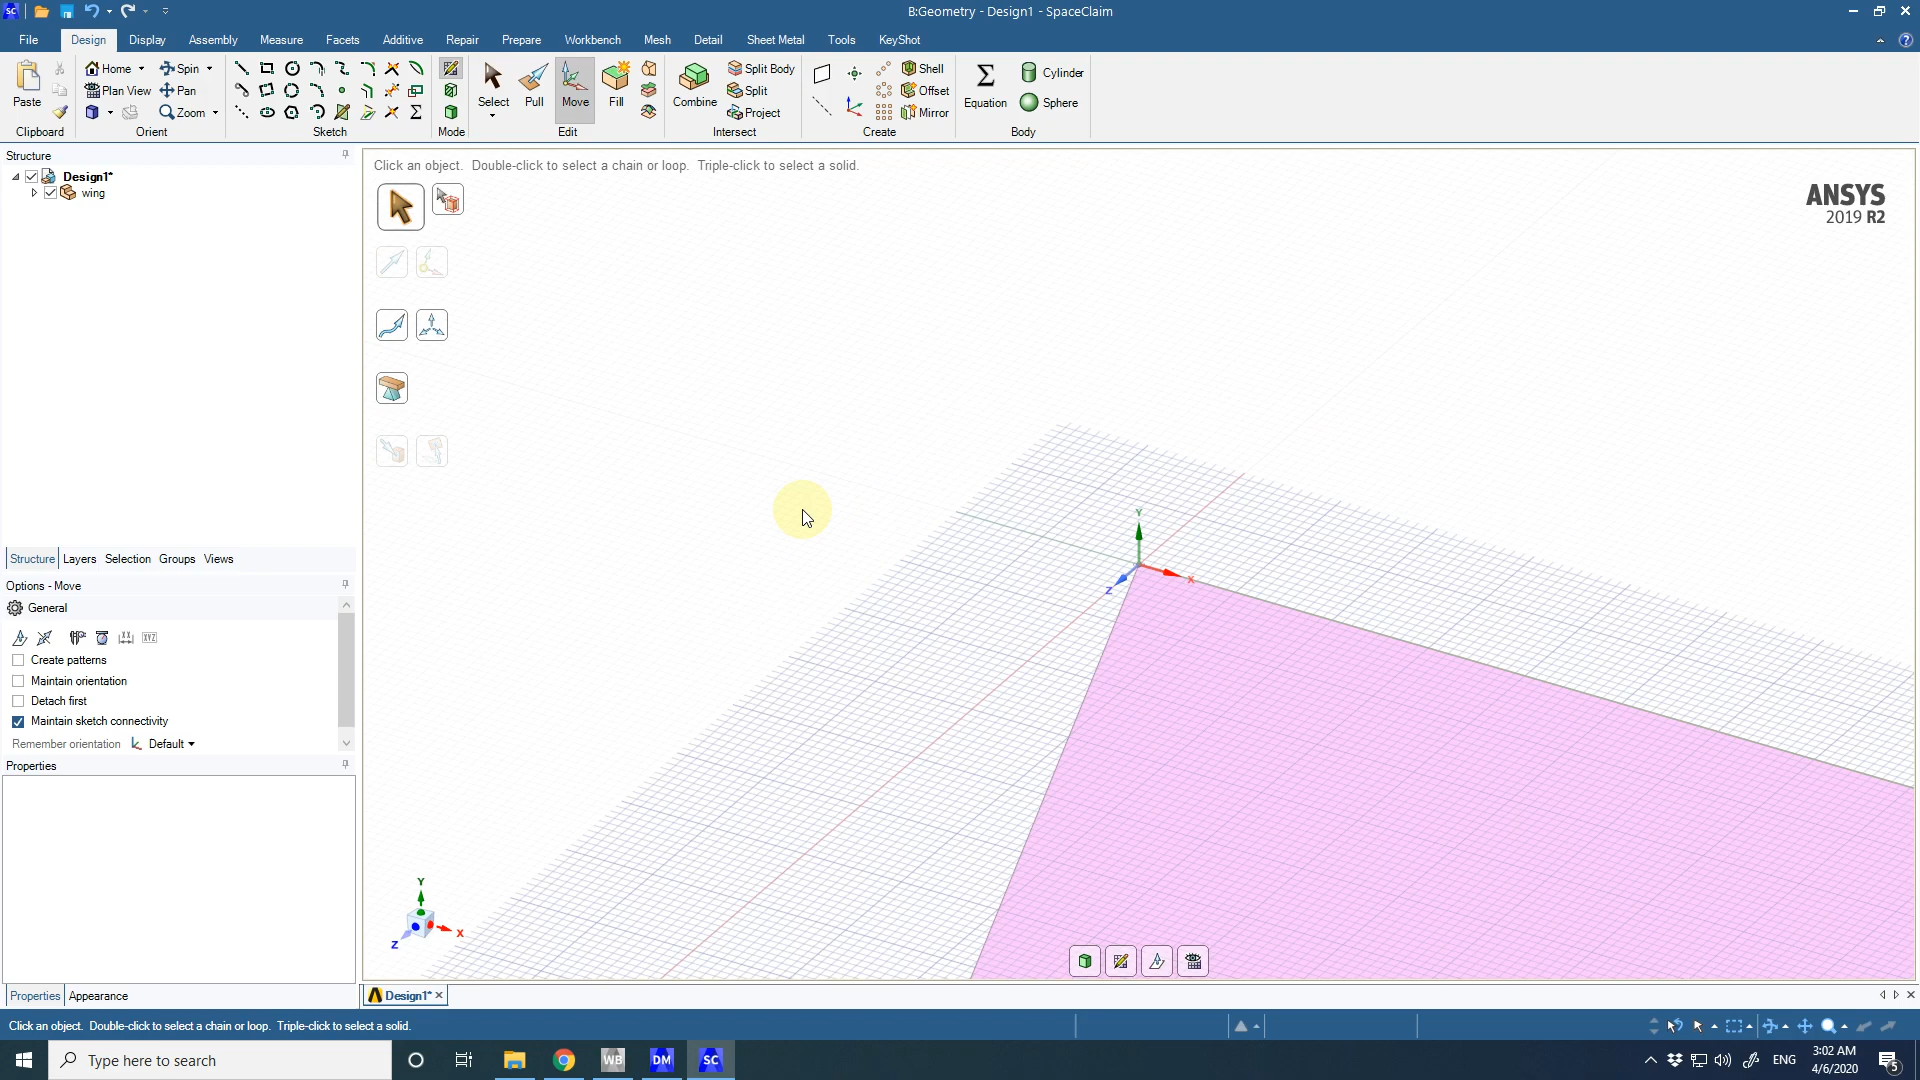 SC
B:Geometry - Design1 - SpaceClaim
File Design Display Assembly Measure Facets Additive Repair Prepare Workbench Mesh Detail Sheet Metal Tools KeyShot
Home Spin Split Body Shell Cylinder
Plan View Pan Split Offset
Paste Zoom Select Pull Move Fill Combine Project Mirror Equation Sphere
Clipboard Orient Sketch Mode Edit Intersect Create Body
Structure
Design1*
wing
Click an object. Double-click to select a chain or loop. Triple-click to select a solid.
ANSYS
2019 R2
Structure Layers Selection Groups Views
Options - Move
General
XYZ
Create patterns
Maintain orientation
Detach first
Maintain sketch connectivity
Remember orientation Default
Properties
Y
X
Z
Y
X
Z
Properties Appearance
Design1*
Click an object. Double-click to select a chain or loop. Triple-click to select a solid.
Type here to search
WB DM SC
ENG
3:02 AM
4/6/2020
5